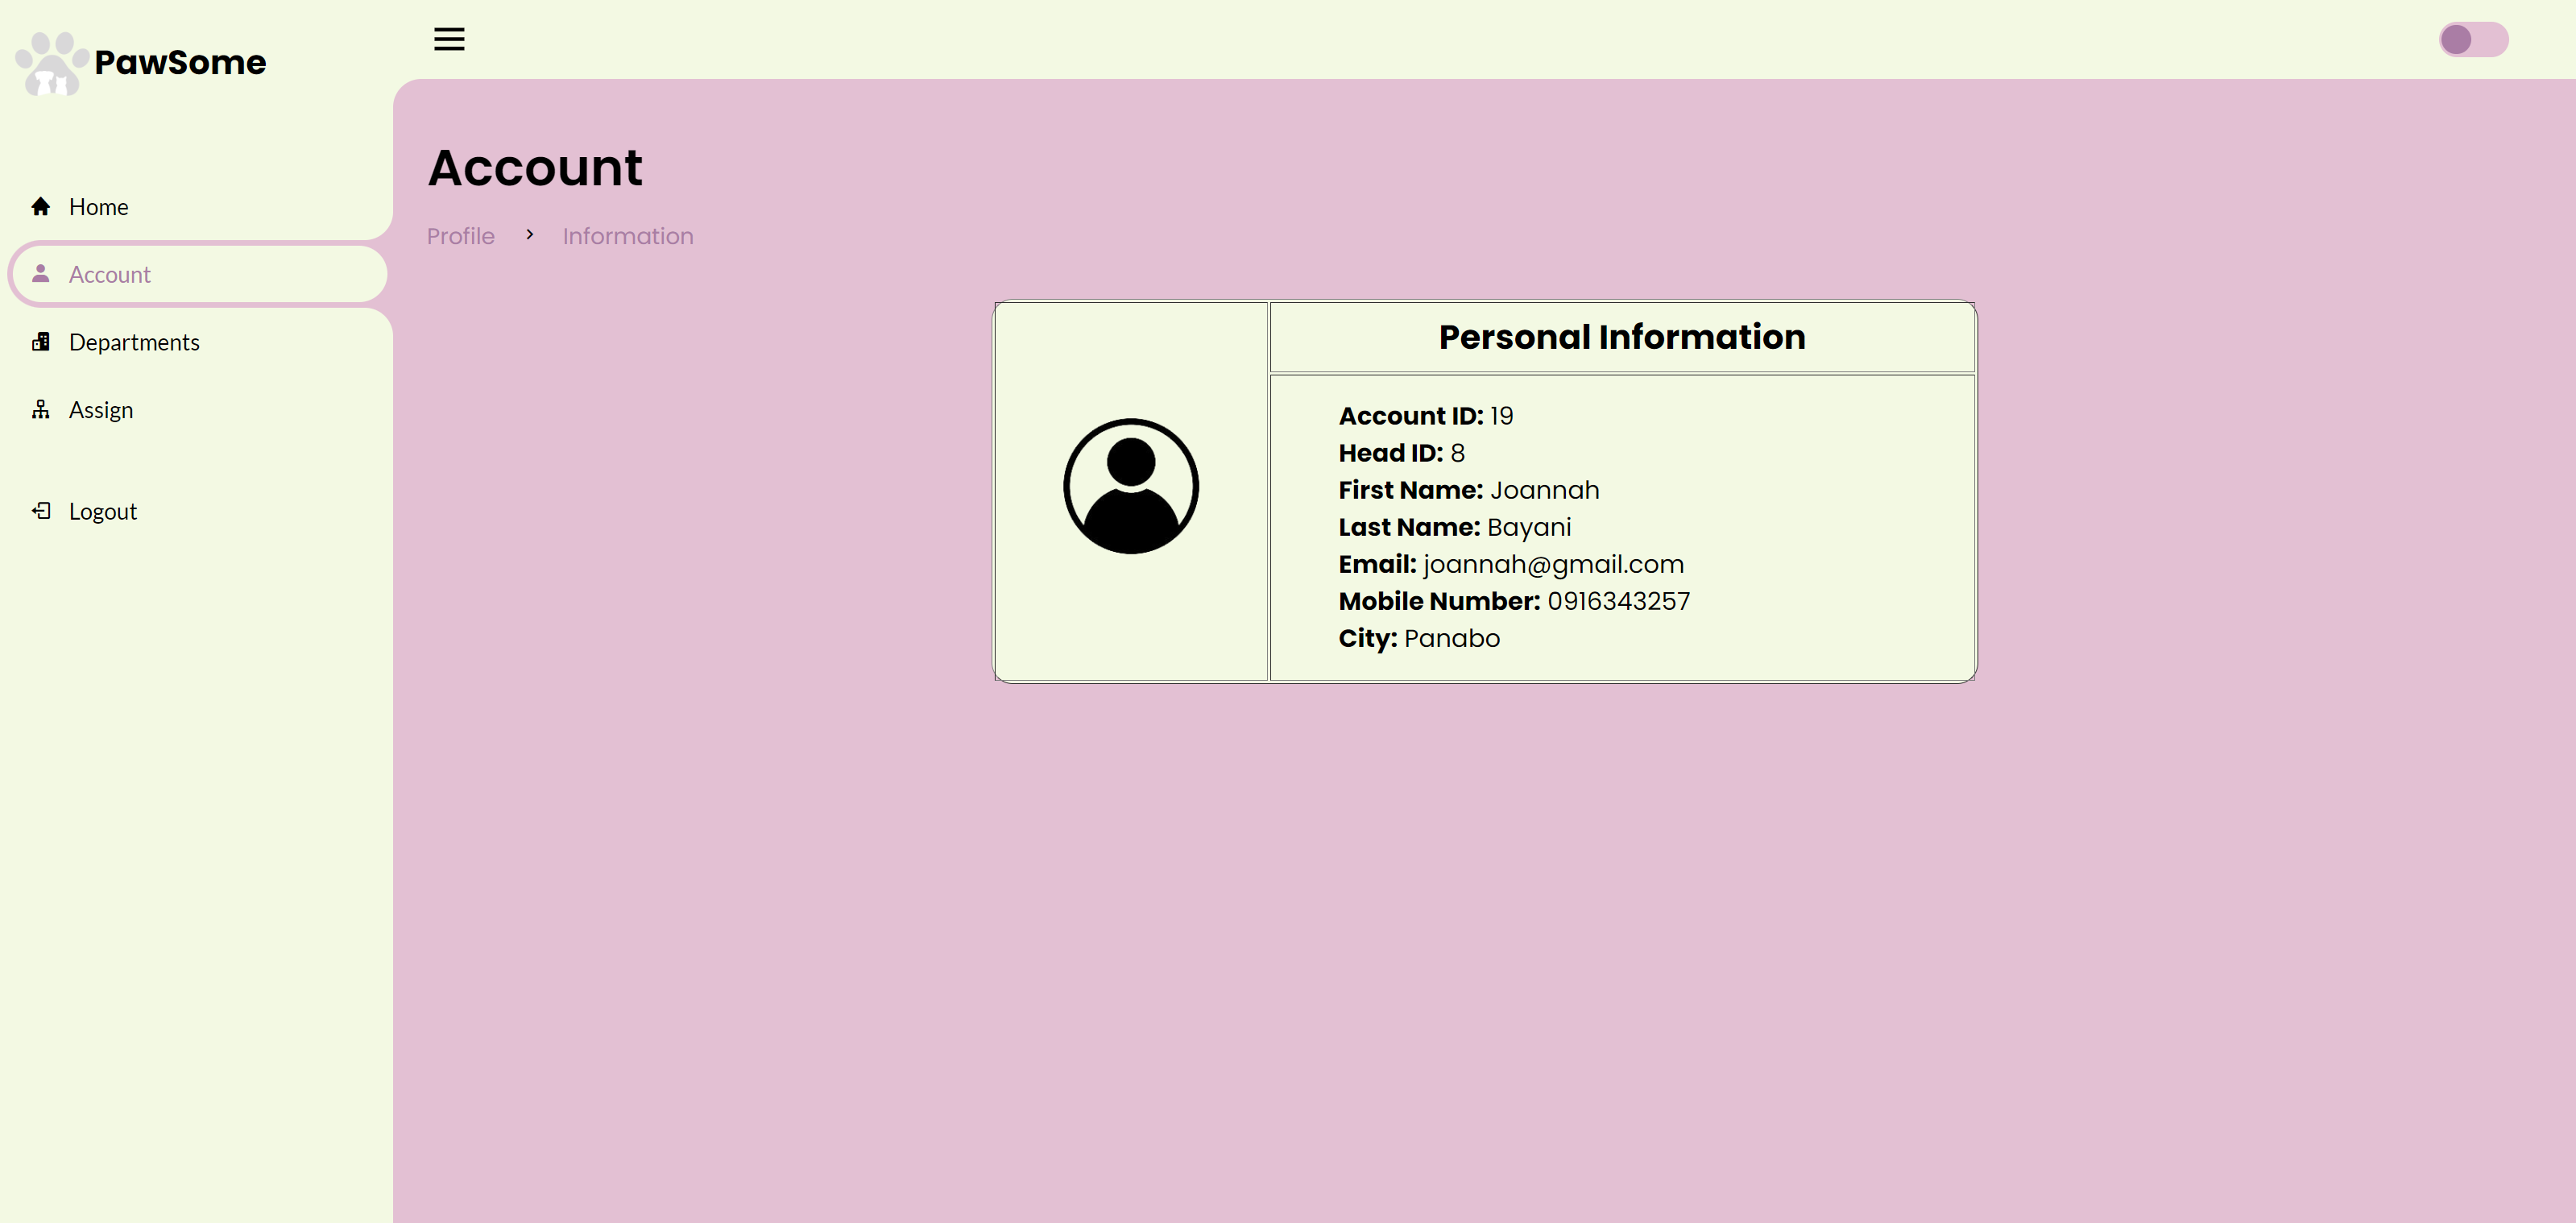 PawSome
Home
Account
Departments
Assign
Logout
Account
Profile > Information
Personal Information
Account ID: 19
Head ID: 8
First Name: Joannah
Last Name: Bayani
Email: joannah@gmail.com
Mobile Number: 0916343257
City: Panabo